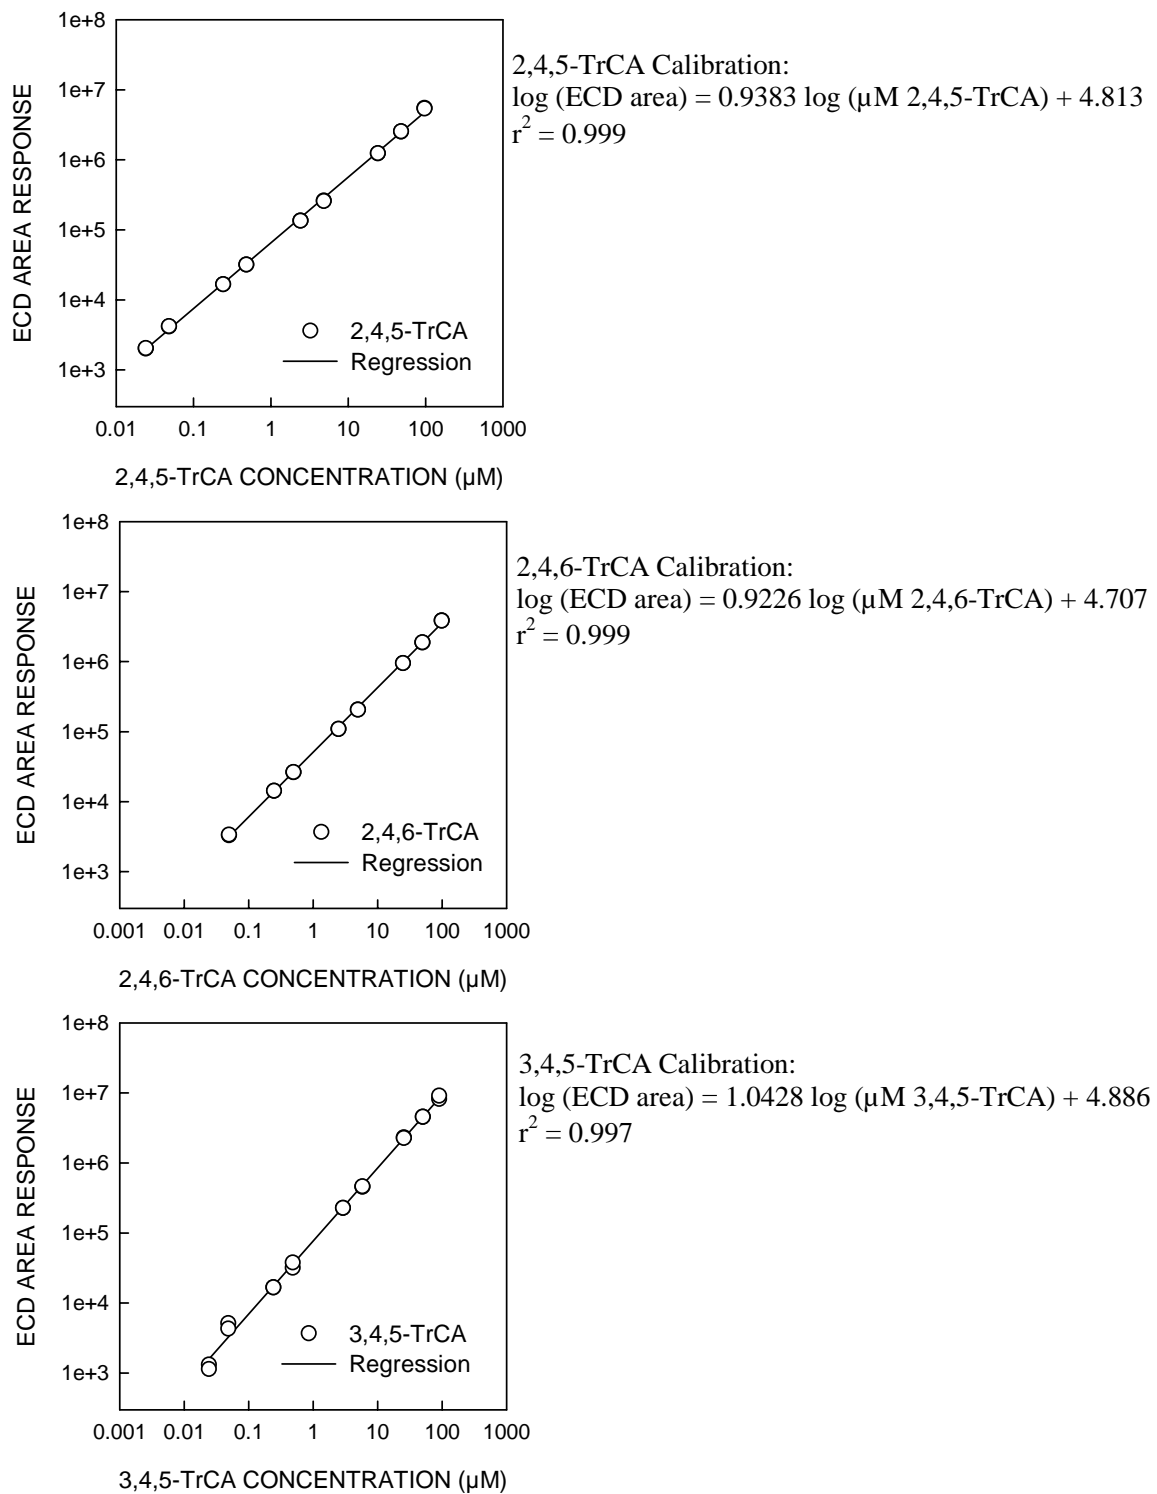 1e+8
1e+7
1e+6
1e+5
1e+4
1e+3
ECD AREA RESPONSE
2,4,5-TrCA
Regression
0.01 0.1 1 10 100 1000
2,4,5-TrCA CONCENTRATION (µM)
2,4,5-TrCA Calibration:
log (ECD area) = 0.9383 log (µM 2,4,5-TrCA) + 4.813
r² = 0.999
1e+8
1e+7
1e+6
1e+5
1e+4
1e+3
ECD AREA RESPONSE
2,4,6-TrCA
Regression
0.001 0.01 0.1 1 10 100 1000
2,4,6-TrCA CONCENTRATION (µM)
2,4,6-TrCA Calibration:
log (ECD area) = 0.9226 log (µM 2,4,6-TrCA) + 4.707
r² = 0.999
1e+8
1e+7
1e+6
1e+5
1e+4
1e+3
ECD AREA RESPONSE
3,4,5-TrCA
Regression
0.001 0.01 0.1 1 10 100 1000
3,4,5-TrCA CONCENTRATION (µM)
3,4,5-TrCA Calibration:
log (ECD area) = 1.0428 log (µM 3,4,5-TrCA) + 4.886
r² = 0.997